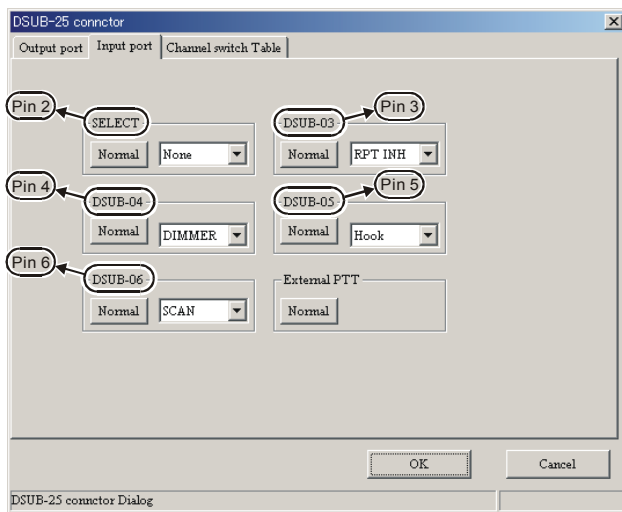 DSUB-25 connctor
Output port Input port Channel switch Table
Pin 2 Pin 3
SELECT DSUB-03
Normal None Normal RPT INH
Pin 4 Pin 5
DSUB-04 DSUB-05
Normal DIMMER Normal Hook
Pin 6
DSUB-06 External PTT
Normal SCAN Normal
OK Cancel
DSUB-25 connctor Dialog